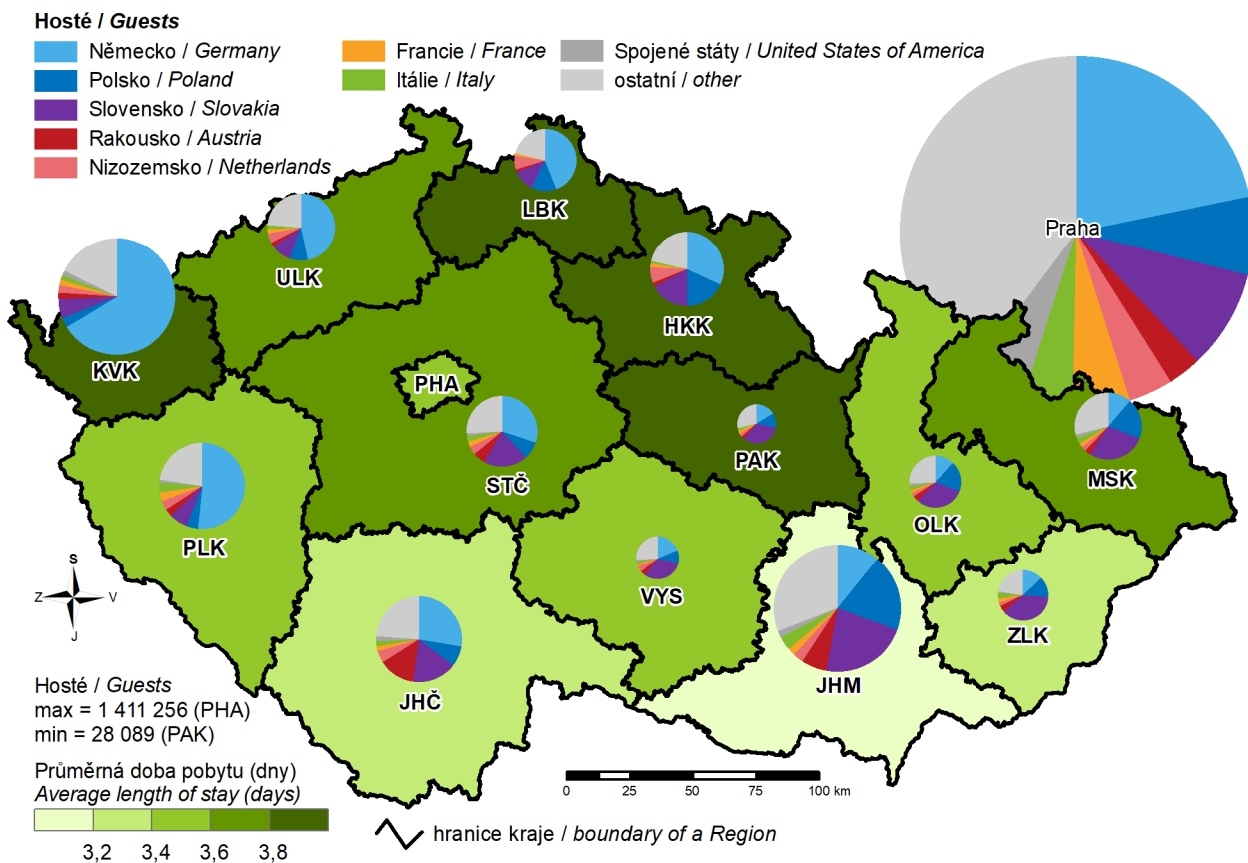 Hosté / Guests
Německo / Germany
Polsko / Poland
Slovensko / Slovakia
Rakousko / Austria
Nizozemsko / Netherlands
Francie / France
Itálie / Italy
Spojené státy / United States of America
ostatní / other
Praha
LBK
ULK
HKK
KVK
PHA
PAK
STČ
MSK
OLK
PLK
VYS
ZLK
JHM
JHČ
S
Z V
J
Hosté / Guests
max = 1 411 256 (PHA)
min = 28 089 (PAK)
Průměrná doba pobytu (dny)
Average length of stay (days)
3,2 3,4 3,6 3,8
0 25 50 75 100 km
hranice kraje / boundary of a Region